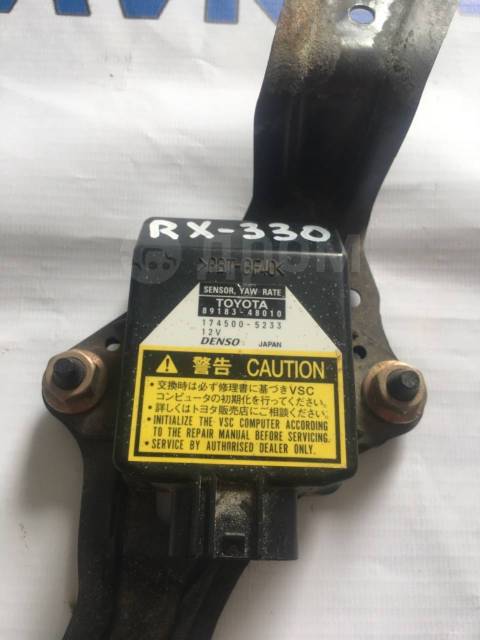 RX-330
>PBT-GF40<
SENSOR, YAW RATE
TOYOTA
89183-48010
174500-5233
12V
DENSO JAPAN
警告 CAUTION
•交換時は必ず修理書に基づきVSC
コンピュータの初期化を行ってください。
•詳しくはトヨタ販売店にご相談ください。
•INITIALIZE THE VSC COMPUTER ACCORDING
TO THE REPAIR MANUAL BEFORE SERVICING.
•SERVICE BY AUTHORISED DEALER ONLY.